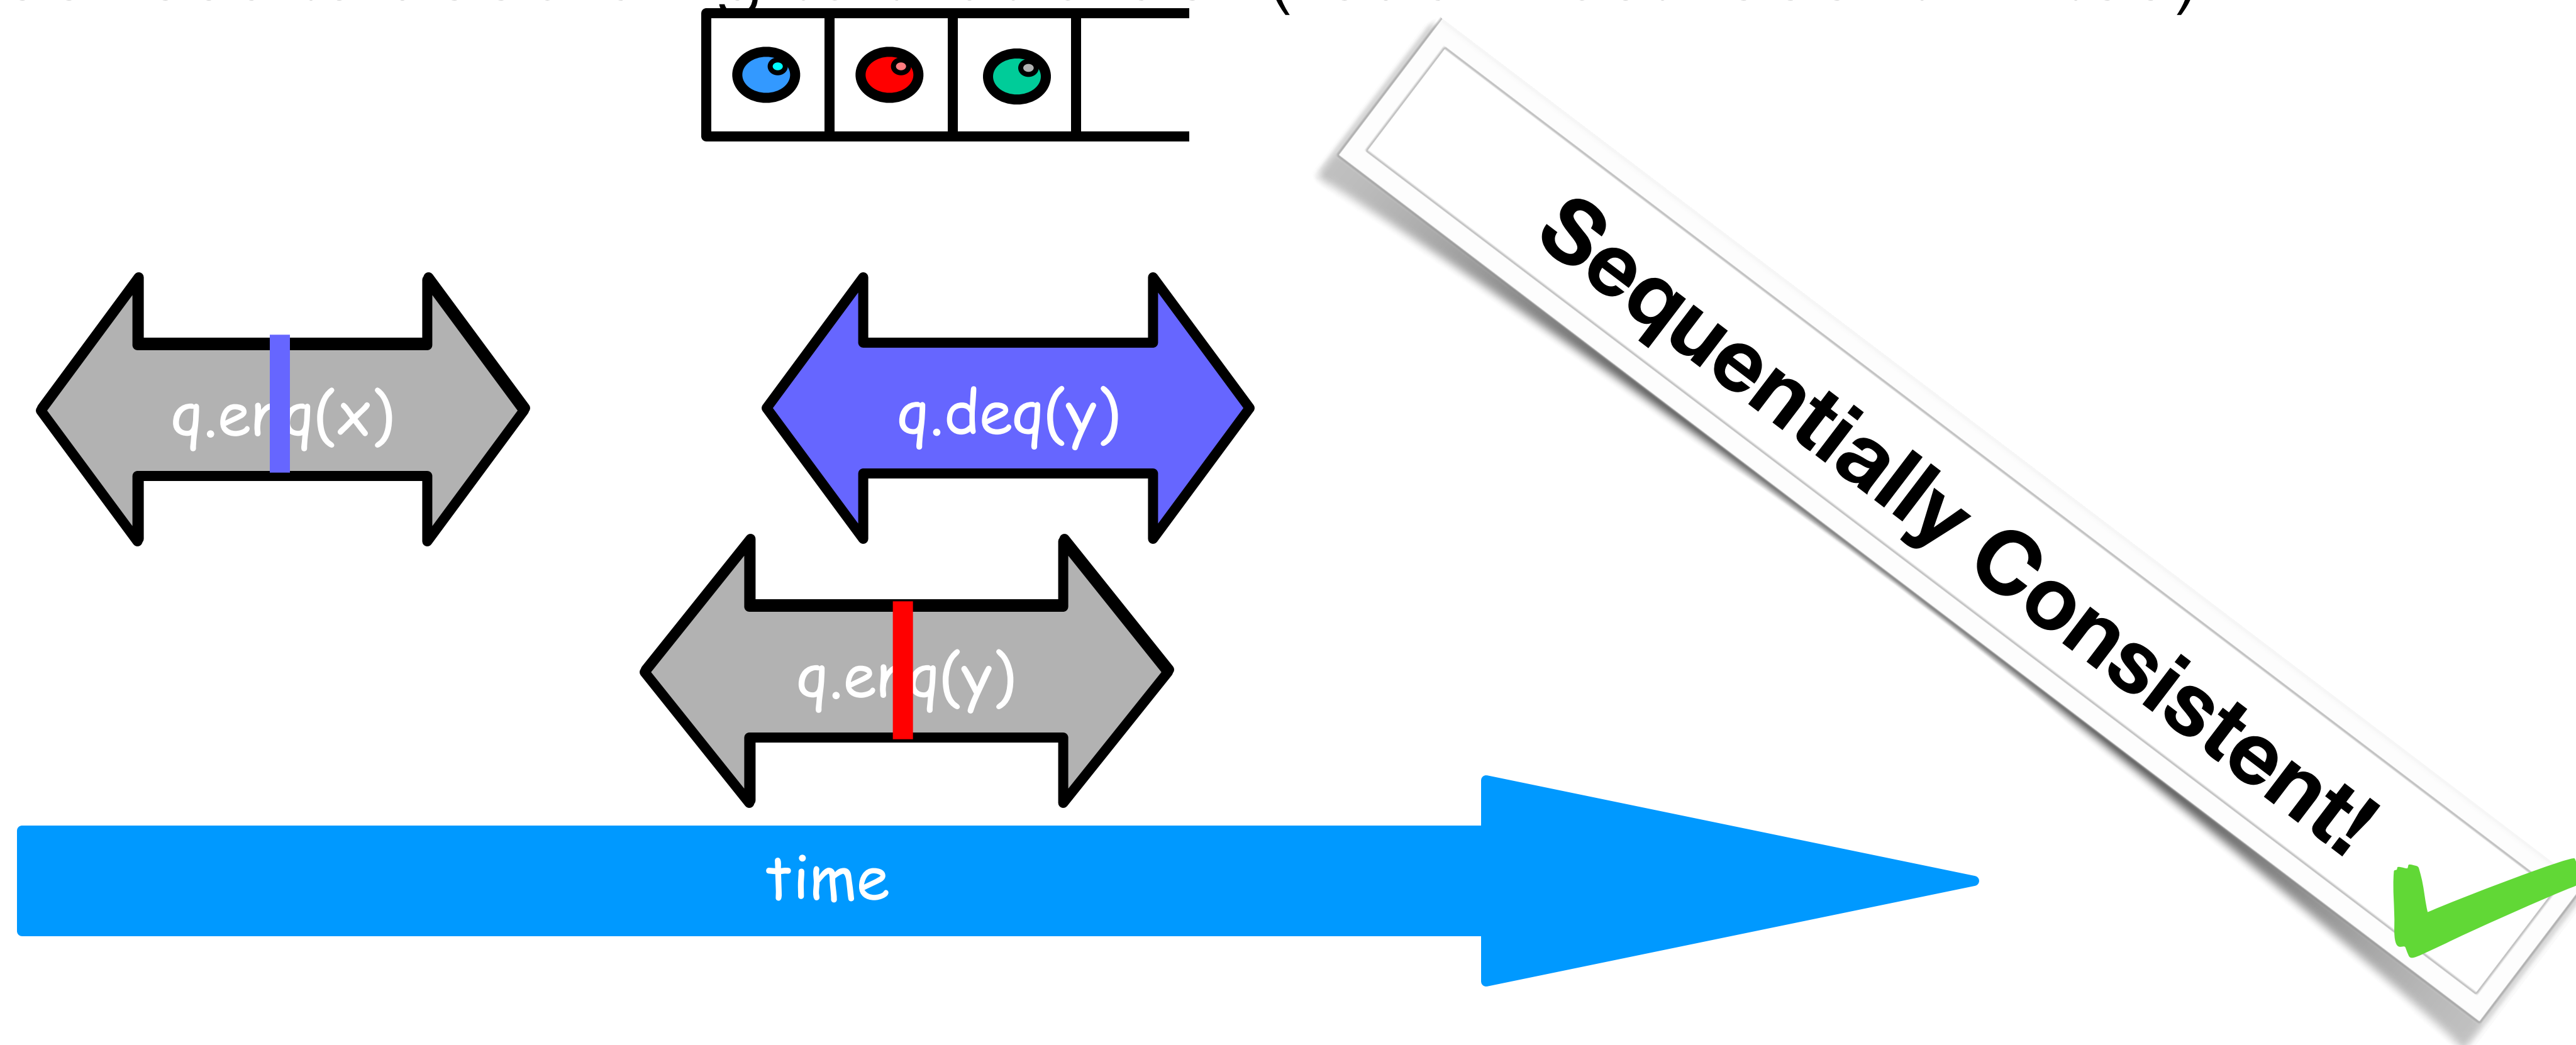 q.enq(x)
q.deq(y)
q.enq(y)
time
Sequentially Consistent!